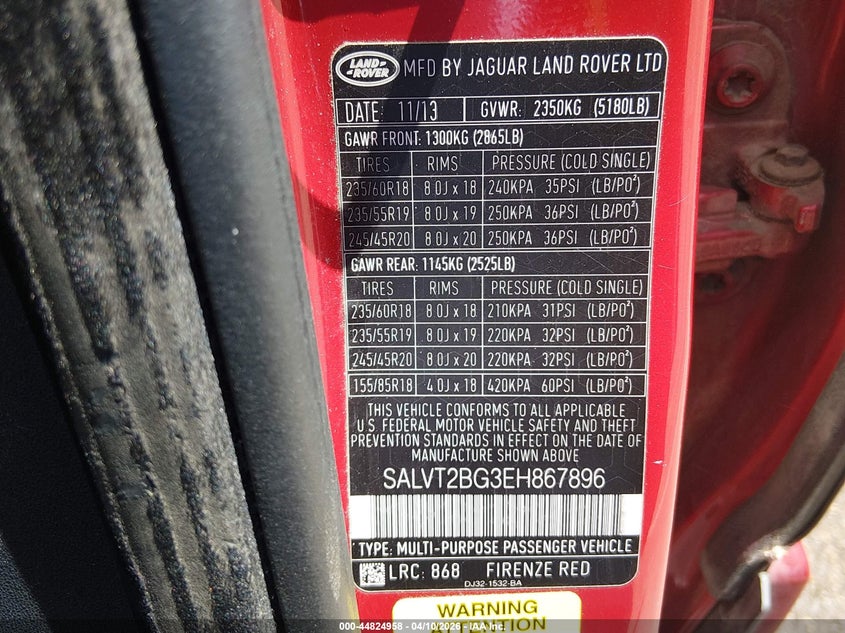 LAND-
-ROVER
MFD BY JAGUAR LAND ROVER LTD
DATE: 11/13 GVWR: 2350KG (5180LB)
GAWR FRONT: 1300KG (2865LB)
TIRES RIMS PRESSURE (COLD SINGLE)
235/60R18 8.0J x 18 240KPA 35PSI (LB/PO²)
235/55R19 8.0J x 19 250KPA 36PSI (LB/PO²)
245/45R20 8.0J x 20 250KPA 36PSI (LB/PO²)
GAWR REAR: 1145KG (2525LB)
TIRES RIMS PRESSURE (COLD SINGLE)
235/60R18 8.0J x 18 210KPA 31PSI (LB/PO²)
235/55R19 8.0J x 19 220KPA 32PSI (LB/PO²)
245/45R20 8.0J x 20 220KPA 32PSI (LB/PO²)
155/85R18 4.0J x 18 420KPA 60PSI (LB/PO²)
THIS VEHICLE CONFORMS TO ALL APPLICABLE
U.S. FEDERAL MOTOR VEHICLE SAFETY AND THEFT
PREVENTION STANDARDS IN EFFECT ON THE DATE OF
MANUFACTURE SHOWN ABOVE
SALVT2BG3EH867896
TYPE: MULTI-PURPOSE PASSENGER VEHICLE
LRC: 868 FIRENZE RED
DJ32-1532-BA
WARNING
ATTENTION
000-44824958 - 04/10/2026 - © IAA, Inc.